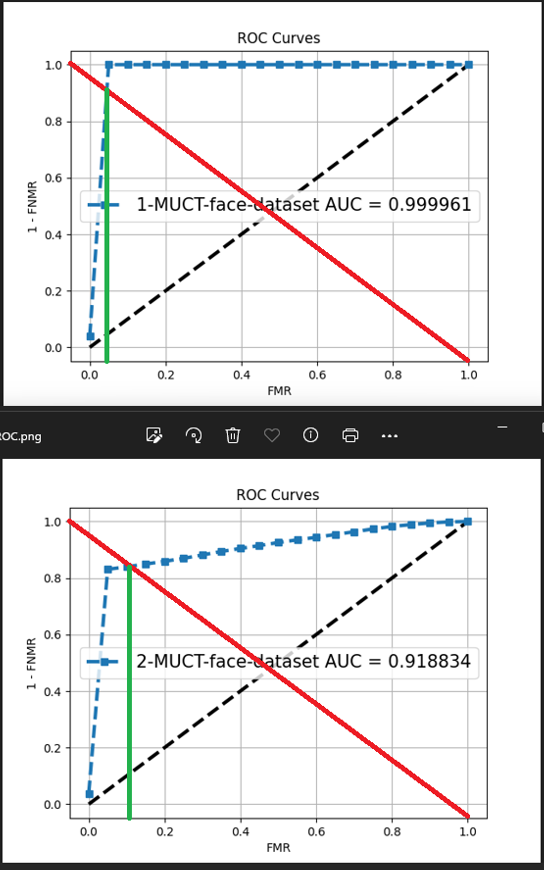 ROC Curves
1.0
0.8
0.6
0.4
0.2
0.0
1 - FNMR
1-MUCT-face-dataset AUC = 0.999961
0.0 0.2 0.4 0.6 0.8 1.0
FMR
ROC.png
ROC Curves
1.0
0.8
0.6
0.4
0.2
0.0
1 - FNMR
2-MUCT-face-dataset AUC = 0.918834
0.0 0.2 0.4 0.6 0.8 1.0
FMR